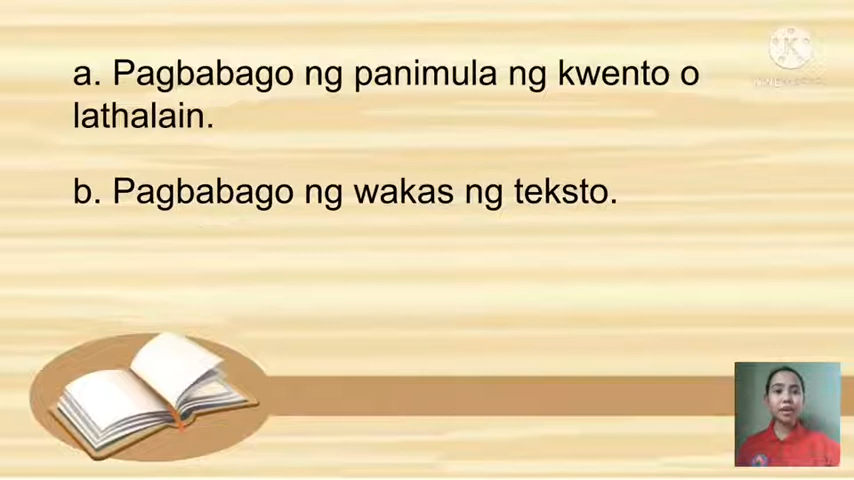 a. Pagbabago ng panimula ng kwento o
lathalain.
b. Pagbabago ng wakas ng teksto.